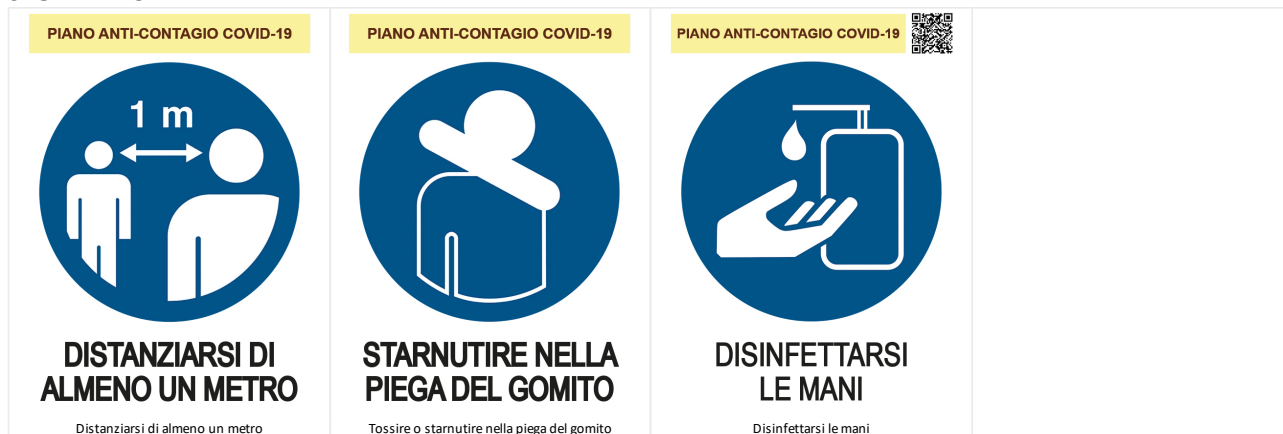 PIANO ANTI-CONTAGIO COVID-19
1 m
DISTANZIARSI DI
ALMENO UN METRO
Distanziarsi di almeno un metro
PIANO ANTI-CONTAGIO COVID-19
STARNUTIRE NELLA
PIEGA DEL GOMITO
Tossire o starnutire nella piega del gomito
PIANO ANTI-CONTAGIO COVID-19
DISINFETTARSI
LE MANI
Disinfettarsi le mani